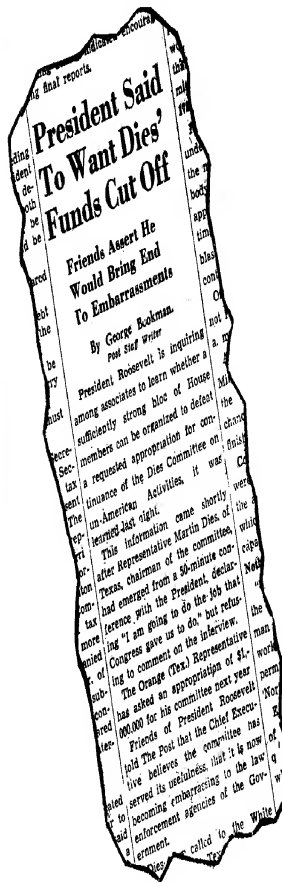 g final reports.
President Said
To Want Dies'
Funds Cut Off
Friends Assert He
Would Bring End
To Embarrassments
By George Bookman.
Post Staff Writer
President Roosevelt is inquiring
among associates to learn whether a
sufficiently strong bloc of House
members can be organized to defeat
a requested appropriation for con-
tinuance of the Dies Committee on
un-American Activities, it was
learned last night.
This information came shortly
after Representative Martin Dies, of
Texas, chairman of the committee,
had emerged from a 50-minute con-
ference with the President, declar-
ing "I am going to do the job that
Congress gave us to do," but refus-
ing to comment on the interview.
The Orange (Tex.) Representative
has asked an appropriation of $1,-
000,000 for his committee next year
Friends of President Roosevelt
told The Post that the Chief Execu-
tive believes the committee has
served its usefulness, that it is now
becoming embarrassing to the law
enforcement agencies of the Gov-
ernment.
Dies called to the White